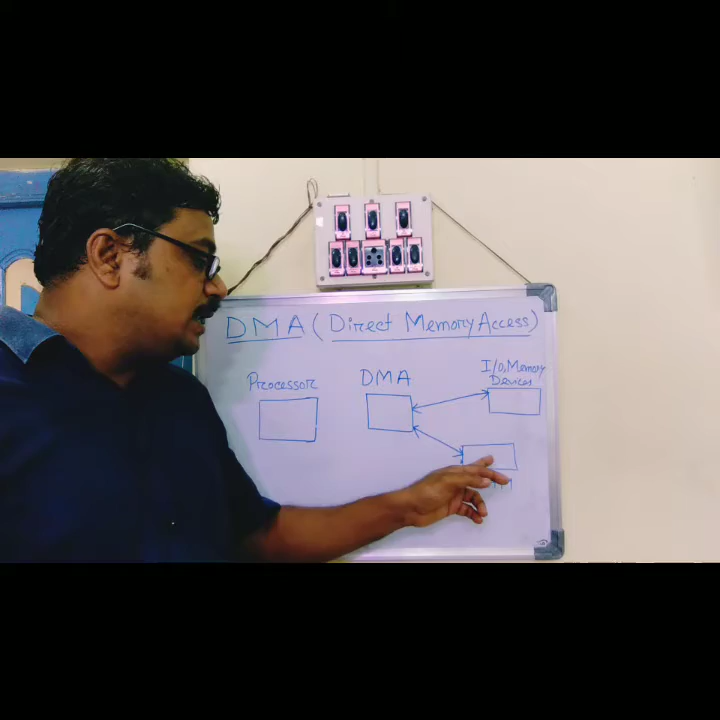 DMA (Direct Memory Access)
Processor
DMA
I/O, Memory
Devices